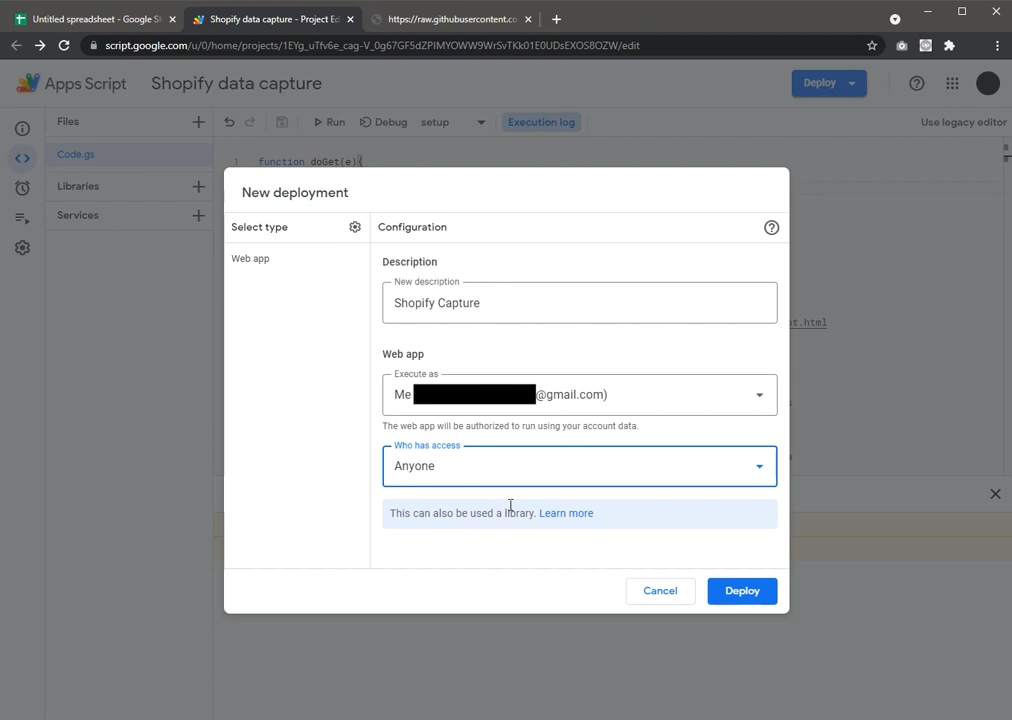 Untitled spreadsheet - Google Sh
Shopify data capture - Project Ed
https://raw.githubusercontent.co
script.google.com/u/0/home/projects/1EYg_uTfv6e_cag-V_0g67GF5dZPIMYOWW9WrSvTKk01E0UDsEXOS8OZW/edit
Apps Script
Shopify data capture
Deploy
Files
Run
Debug
setup
Execution log
Use legacy editor
Code.gs
1 function doGet(e){
Libraries
Services
New deployment
Select type
Configuration
Web app
Description
New description
Shopify Capture
pt.html
Web app
Execute as
Me @gmail.com)
The web app will be authorized to run using your account data.
Who has access
Anyone
This can also be used a library. Learn more
Cancel
Deploy